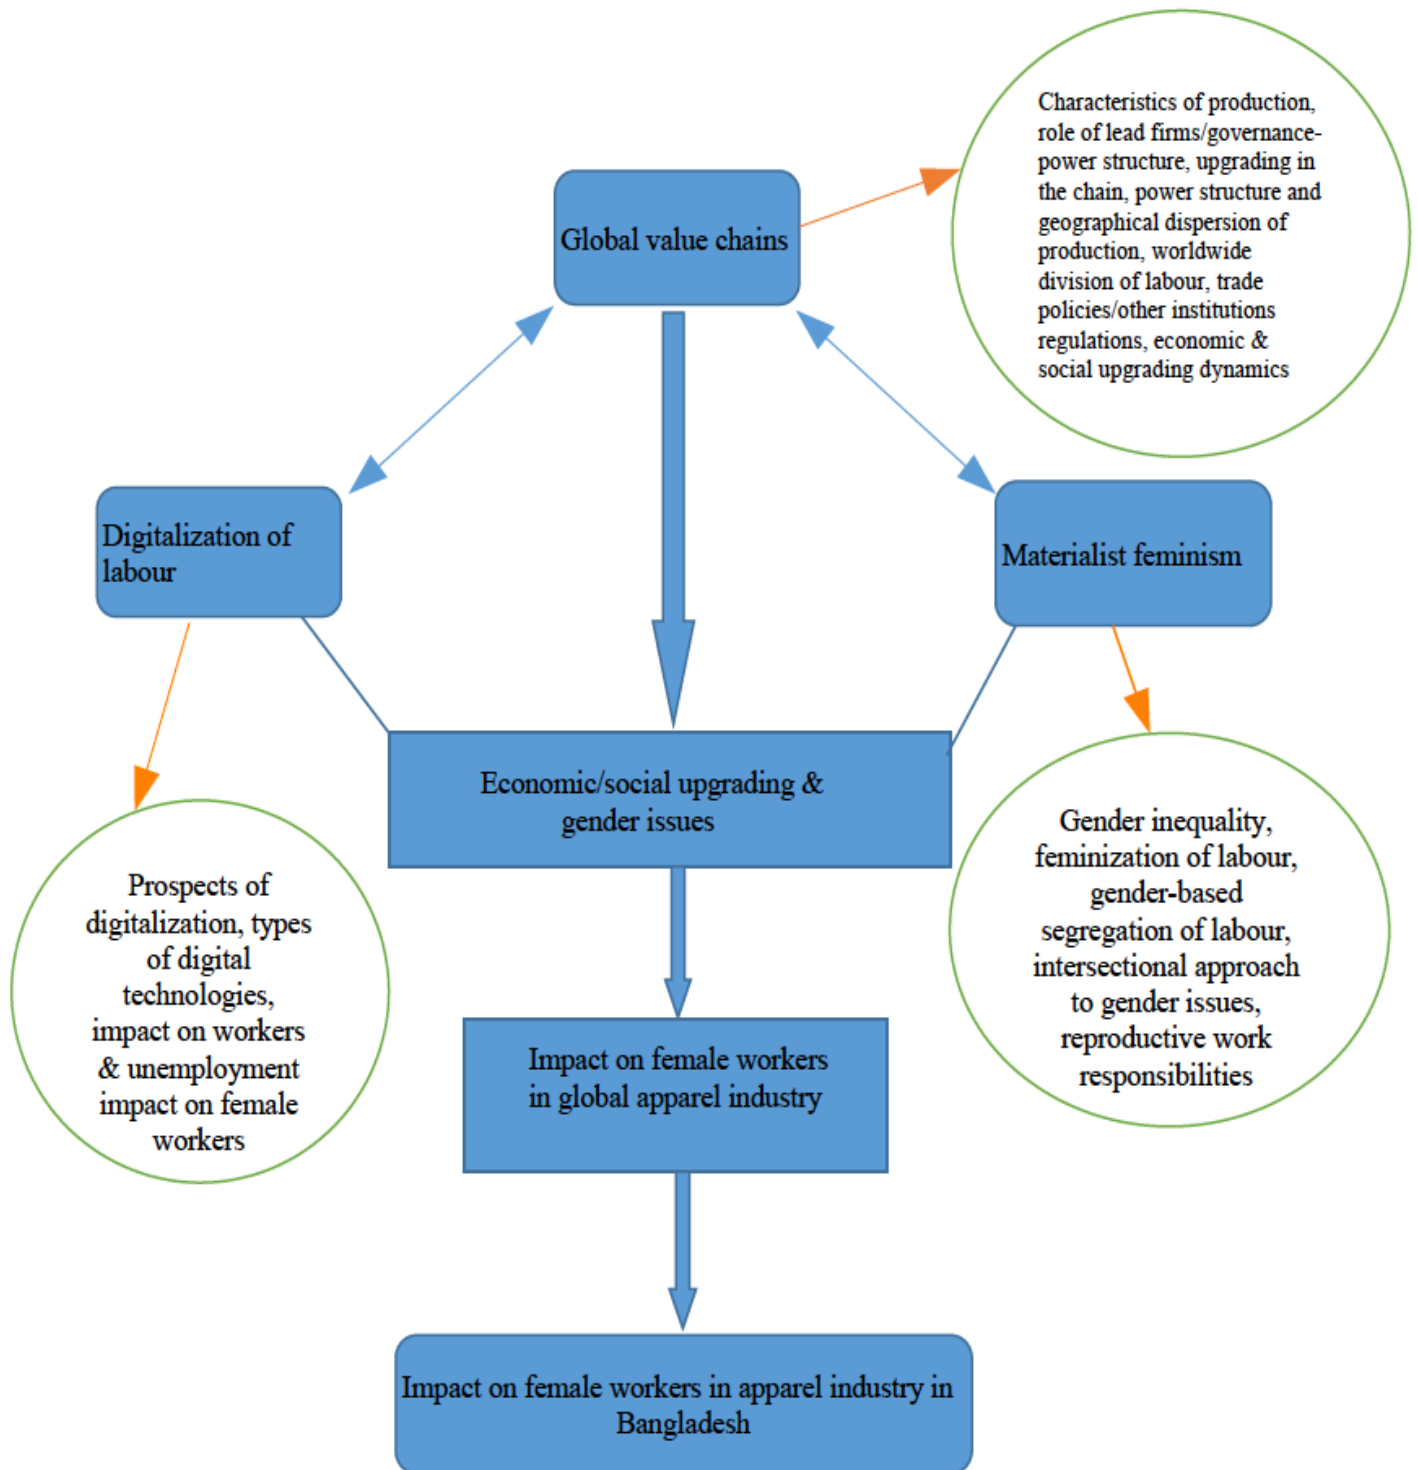 Characteristics of production,
role of lead firms/governance-
power structure, upgrading in
the chain, power structure and
geographical dispersion of
production, worldwide
division of labour, trade
policies/other institutions
regulations, economic &
social upgrading dynamics
Global value chains
Digitalization of
labour
Materialist feminism
Economic/social upgrading &
gender issues
Prospects of
digitalization, types
of digital
technologies,
impact on workers
& unemployment
impact on female
workers
Gender inequality,
feminization of labour,
gender-based
segregation of labour,
intersectional approach
to gender issues,
reproductive work
responsibilities
Impact on female workers
in global apparel industry
Impact on female workers in apparel industry in
Bangladesh